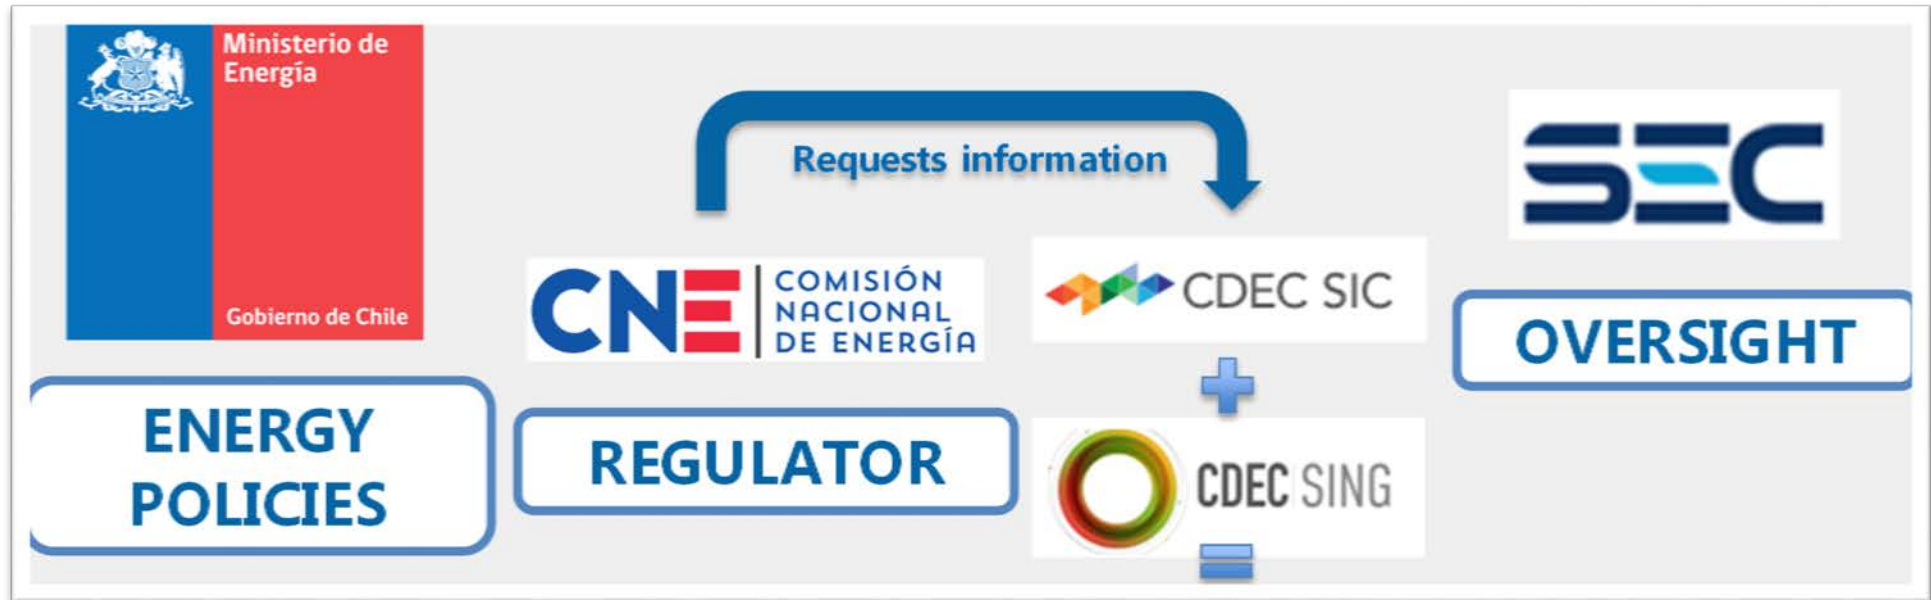 Ministerio de
Energía
Gobierno de Chile
ENERGY
POLICIES
Requests information
CNE
COMISIÓN
NACIONAL
DE ENERGÍA
REGULATOR
CDEC SIC
+
CDEC SING
=
SEC
OVERSIGHT